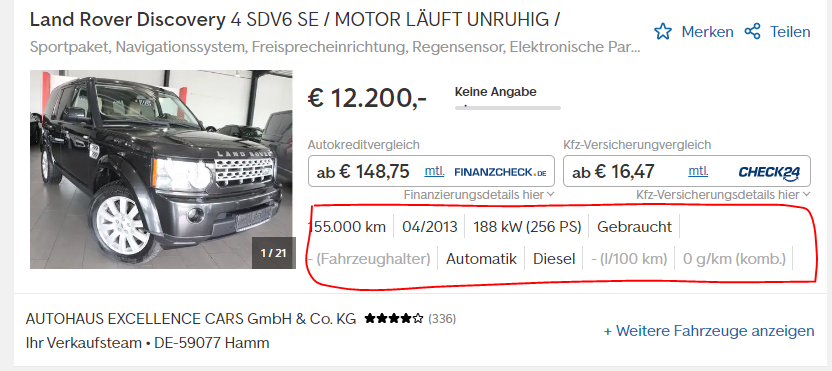 Land Rover Discovery 4 SDV6 SE / MOTOR LÄUFT UNRUHIG /
Merken Teilen
Sportpaket, Navigationssystem, Freisprecheinrichtung, Regensensor, Elektronische Par...
€ 12.200,- Keine Angabe
Autokreditvergleich Kfz-Versicherungvergleich
ab € 148,75 mtl. FINANZCHECK.DE ab € 16,47 mtl. CHECK24
Finanzierungsdetails hier Kfz-Versicherungsdetails hier
155.000 km 04/2013 188 kW (256 PS) Gebraucht
- (Fahrzeughalter) Automatik Diesel - (l/100 km) 0 g/km (komb.)
LAND ROVER
1 / 21
AUTOHAUS EXCELLENCE CARS GmbH & Co. KG (336)
+ Weitere Fahrzeuge anzeigen
Ihr Verkaufsteam • DE-59077 Hamm